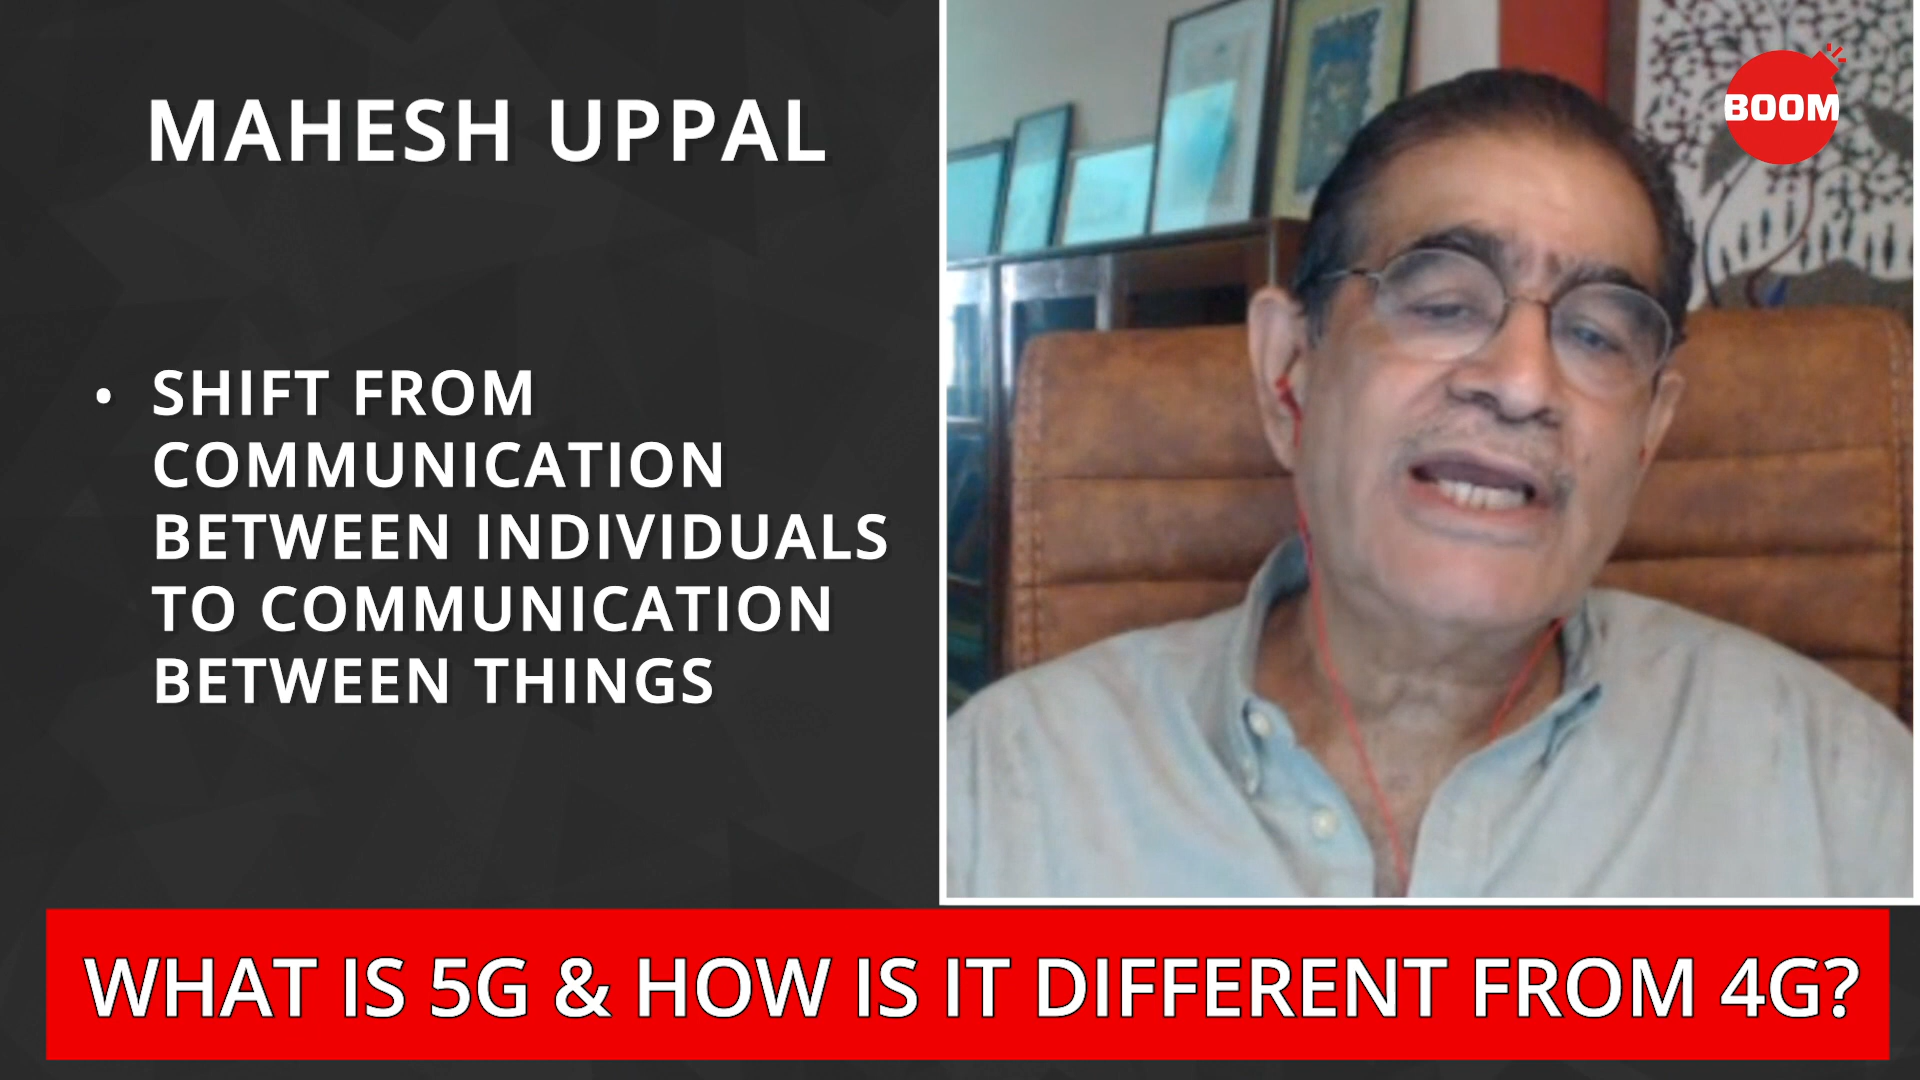 MAHESH UPPAL
• SHIFT FROM
COMMUNICATION
BETWEEN INDIVIDUALS
TO COMMUNICATION
BETWEEN THINGS
BOOM
WHAT IS 5G & HOW IS IT DIFFERENT FROM 4G?